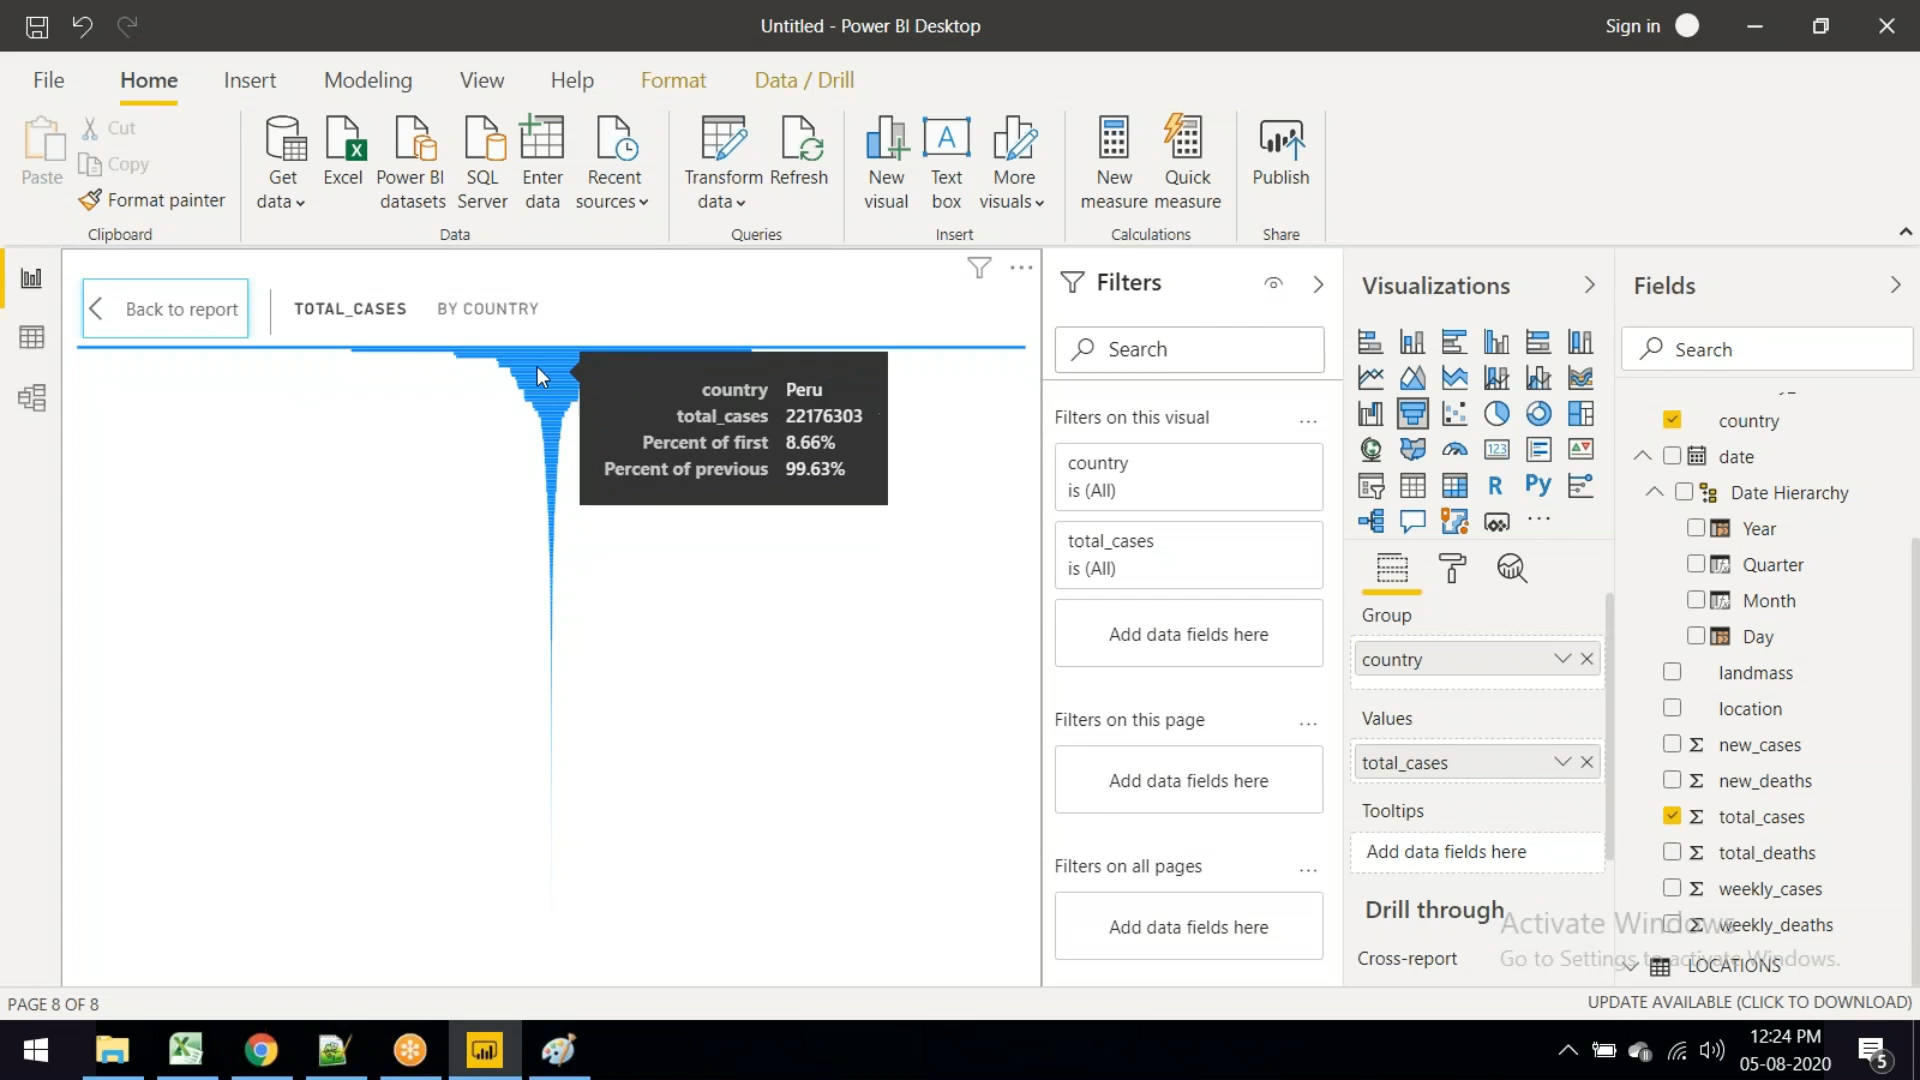 Untitled - Power BI Desktop
Sign in
File
Home
Insert
Modeling
View
Help
Format
Data / Drill
Paste
Cut
Copy
Format painter
Clipboard
Get data
Excel
Power BI datasets
SQL Server
Enter data
Recent sources
Data
Transform data
Refresh
Queries
New visual
Text box
More visuals
Insert
New measure
Quick measure
Calculations
Publish
Share
Back to report
TOTAL_CASES
BY COUNTRY
country Peru
total_cases 22176303
Percent of first 8.66%
Percent of previous 99.63%
Filters
Search
Filters on this visual
...
country
is (All)
total_cases
is (All)
Add data fields here
Filters on this page
...
Add data fields here
Filters on all pages
...
Add data fields here
Visualizations
123
R
Py
...
Group
country
Values
total_cases
Tooltips
Add data fields here
Drill through
Cross-report
Fields
Search
country
date
Date Hierarchy
Year
Quarter
Month
Day
landmass
location
Σ new_cases
Σ new_deaths
Σ total_cases
Σ total_deaths
Σ weekly_cases
Σ weekly_deaths
LOCATIONS
Activate Windows
Go to Settings to activate Windows.
PAGE 8 OF 8
UPDATE AVAILABLE (CLICK TO DOWNLOAD)
12:24 PM
05-08-2020
5